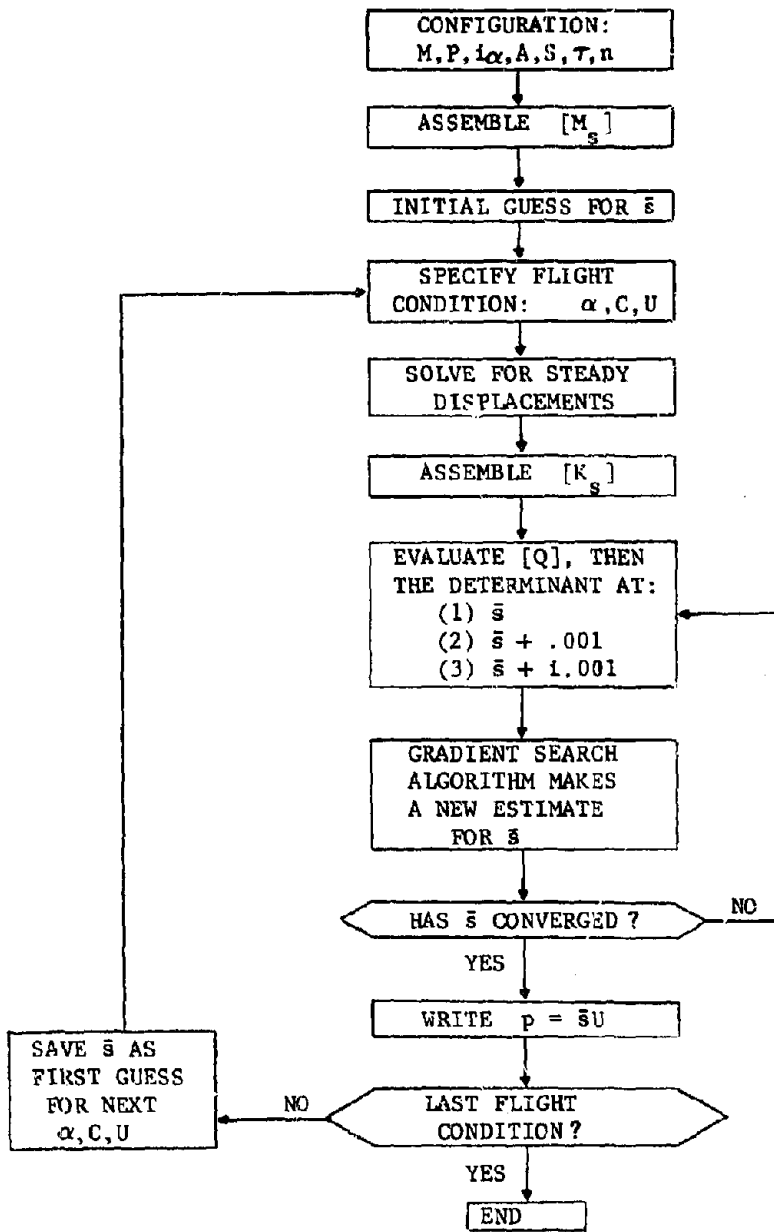 CONFIGURATION:
M,P,iα,A,S,τ,n
ASSEMBLE [M_s]
INITIAL GUESS FOR s̄
SPECIFY FLIGHT
CONDITION: α,C,U
SOLVE FOR STEADY
DISPLACEMENTS
ASSEMBLE [K_s]
EVALUATE [Q], THEN
THE DETERMINANT AT:
(1) s̄
(2) s̄ + .001
(3) s̄ + i.001
GRADIENT SEARCH
ALGORITHM MAKES
A NEW ESTIMATE
FOR s̄
HAS s̄ CONVERGED?
NO
YES
WRITE p = s̄U
SAVE s̄ AS
FIRST GUESS
FOR NEXT
α,C,U
NO
LAST FLIGHT
CONDITION?
YES
END